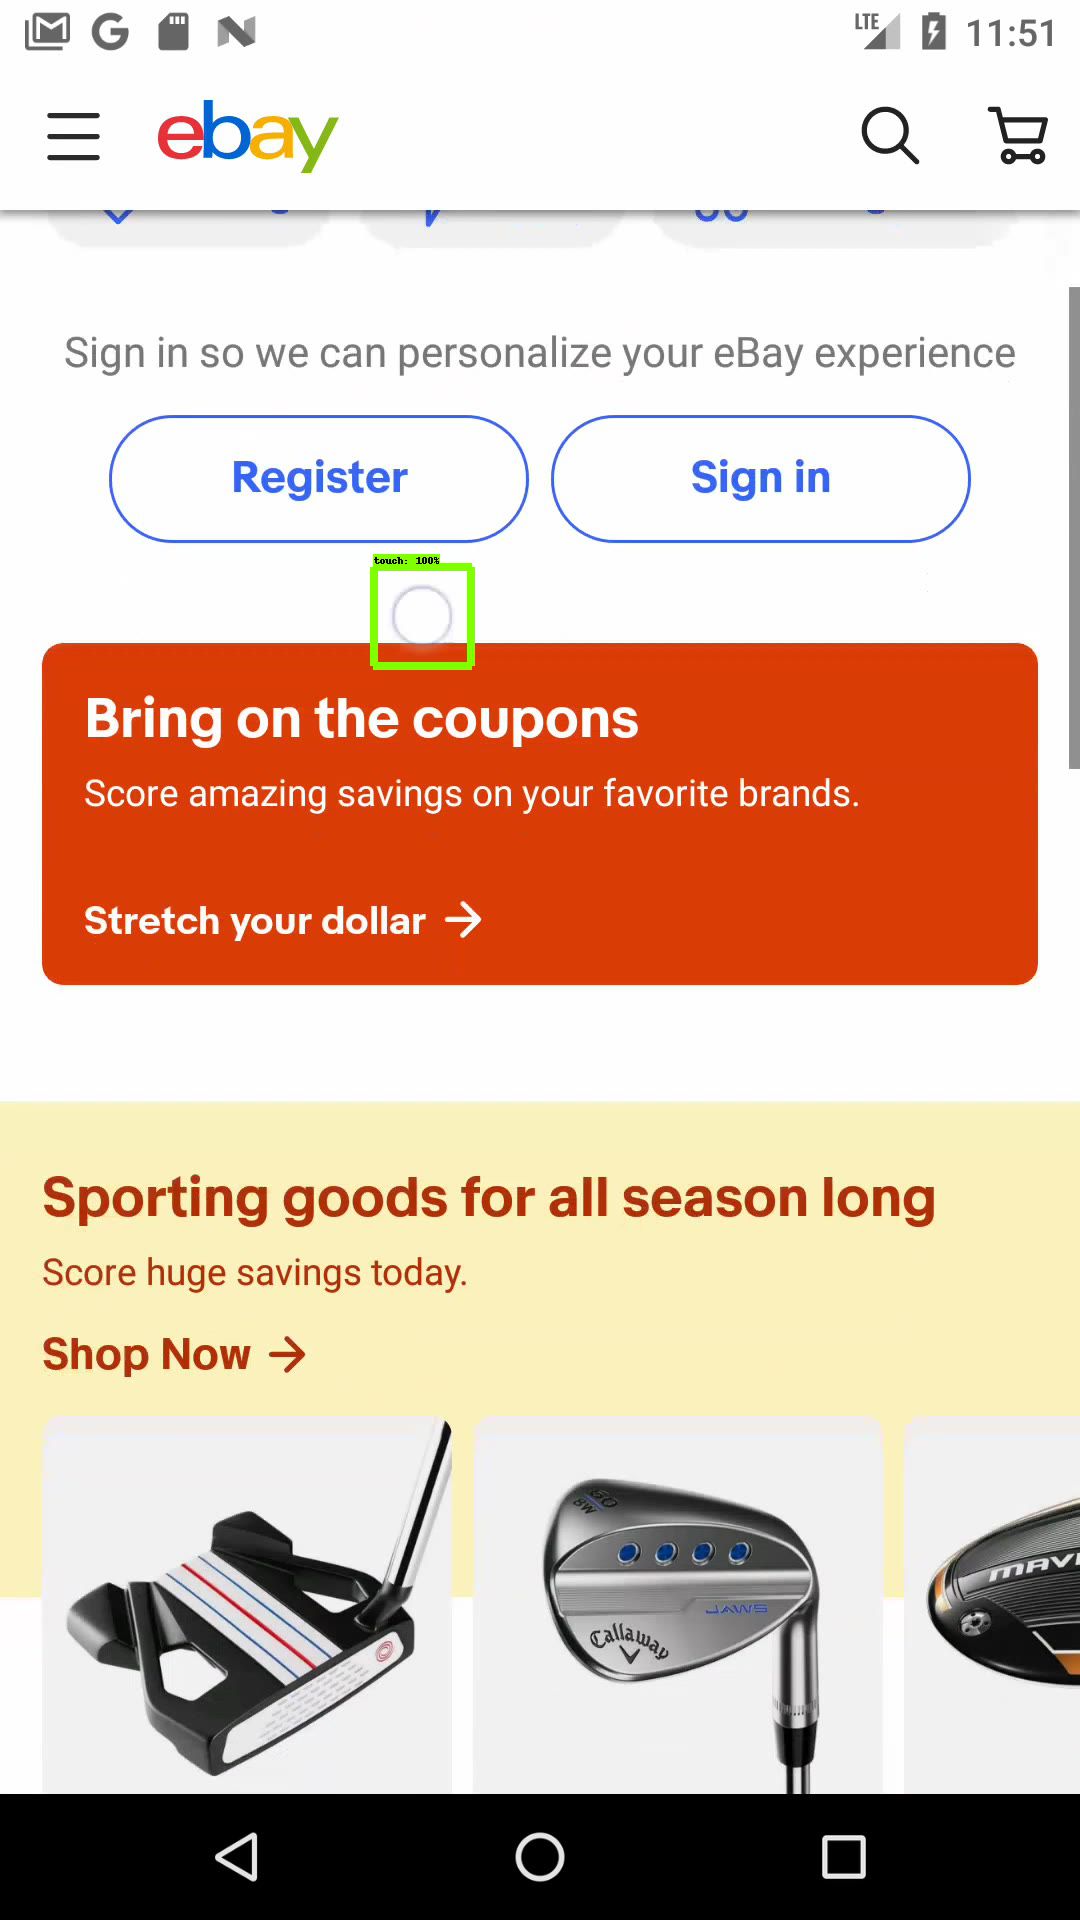 LTE 11:51
ebay
Sign in so we can personalize your eBay experience
Register Sign in
touch: 100%
Bring on the coupons
Score amazing savings on your favorite brands.
Stretch your dollar
Sporting goods for all season long
Score huge savings today.
Shop Now
60
8W
JAWS
Callaway